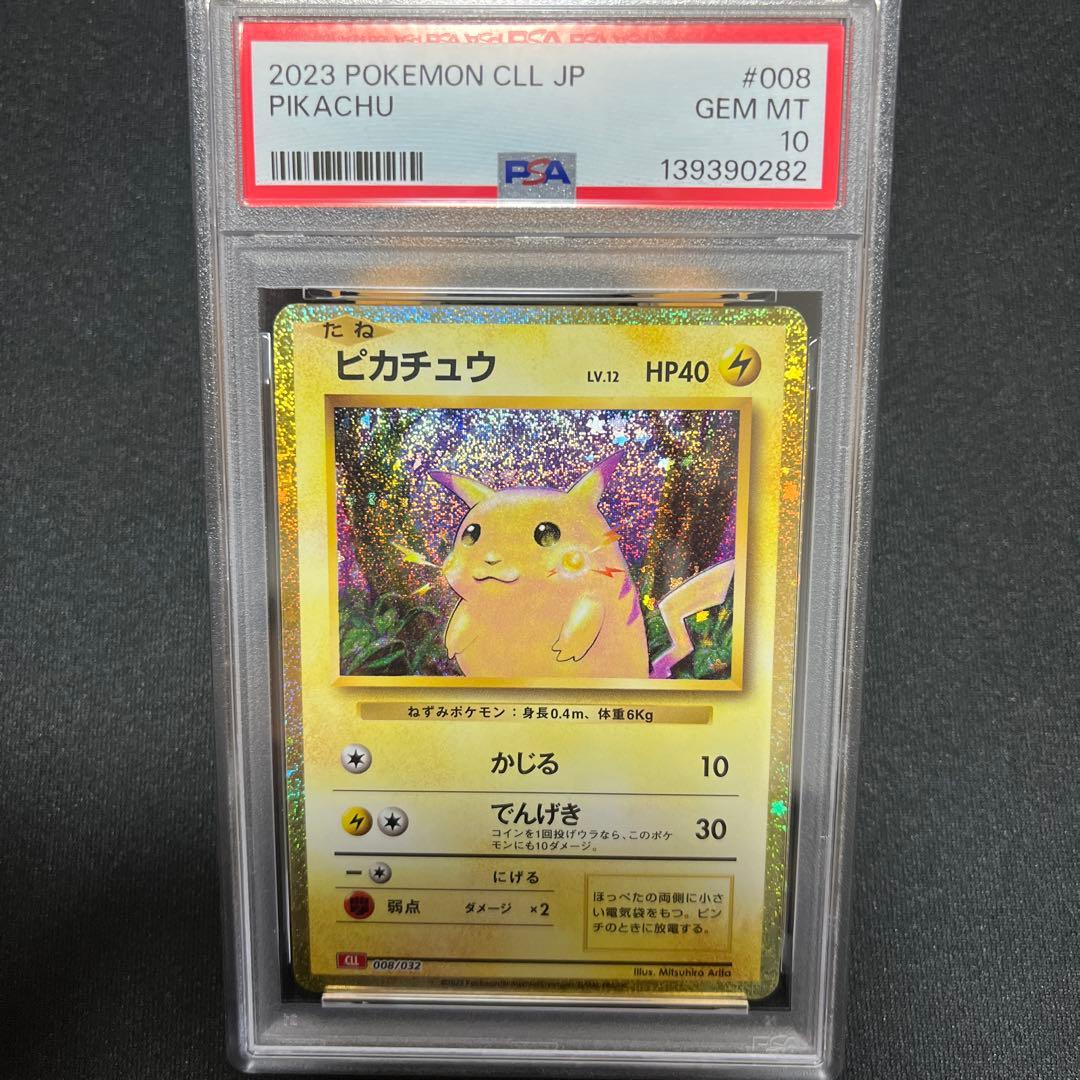 2023 POKEMON CLL JP #008
PIKACHU GEM MT
10
PSA 139390282
たね
ピカチュウ LV.12 HP40
ねずみポケモン：身長0.4m、体重6Kg
かじる 10
でんげき 30
コインを1回投げウラなら、このポケ
モンにも10ダメージ。
にげる
弱点 ダメージ ×2
ほっぺたの両側に小さ
い電気袋をもつ。ピン
チのときに放電する。
CLL 008/032
Illus. Mitsuhiro Arita